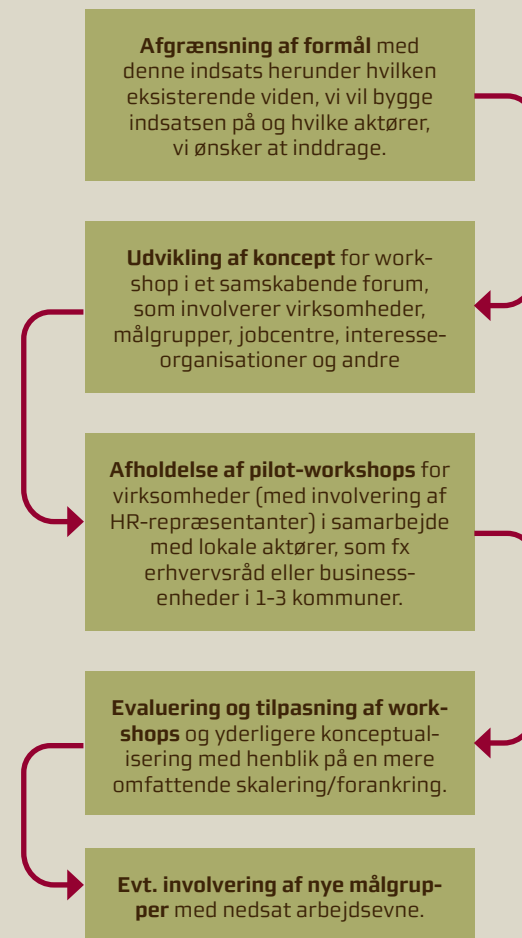 Afgrænsning af formål med
denne indsats herunder hvilken
eksisterende viden, vi vil bygge
indsatsen på og hvilke aktører,
vi ønsker at inddrage.
Udvikling af koncept for work-
shop i et samskabende forum,
som involverer virksomheder,
målgrupper, jobcentre, interesse-
organisationer og andre
Afholdelse af pilot-workshops for
virksomheder (med involvering af
HR-repræsentanter) i samarbejde
med lokale aktører, som fx
erhvervsråd eller business-
enheder i 1-3 kommuner.
Evaluering og tilpasning af work-
shops og yderligere konceptual-
isering med henblik på en mere
omfattende skalering/forankring.
Evt. involvering af nye målgrup-
per med nedsat arbejdsevne.